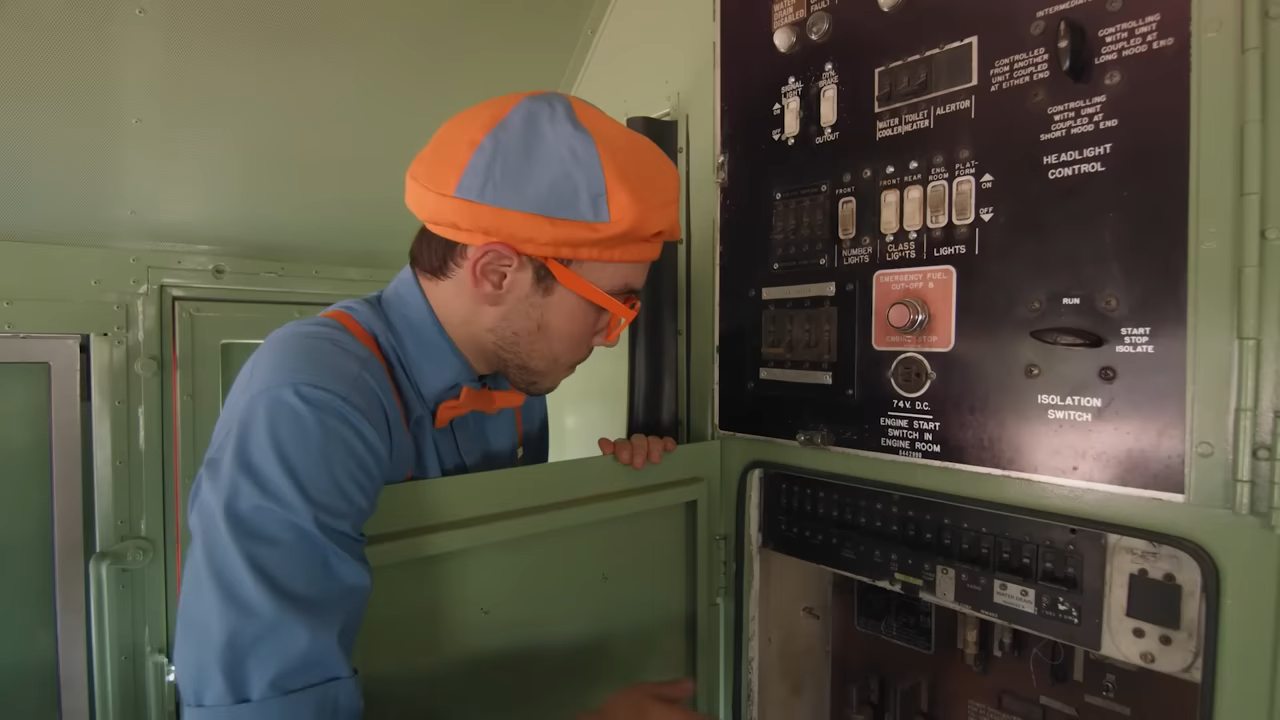 WATER
DRAIN
DISABLED
FAULT
INTERMEDIATE
CONTROLLING
WITH UNIT
COUPLED AT
LONG HOOD END
CONTROLLED
FROM ANOTHER
UNIT COUPLED
AT EITHER END
CONTROLLING
WITH UNIT
COUPLED AT
SHORT HOOD END
HEADLIGHT
CONTROL
SIGNAL
LIGHT
ON
OFF
DYN.
BRAKE
CUTOUT
WATER
COOLER
TOILET
HEATER
ALERTOR
FRONT
NUMBER
LIGHTS
FRONT REAR
CLASS
LIGHTS
ENG.
ROOM
PLAT-
FORM
LIGHTS
ON
OFF
EMERGENCY FUEL
CUT-OFF &
ENGINE STOP
74V. D.C.
ENGINE START
SWITCH IN
ENGINE ROOM
RUN
START
STOP
ISOLATE
ISOLATION
SWITCH
WATER DRAIN